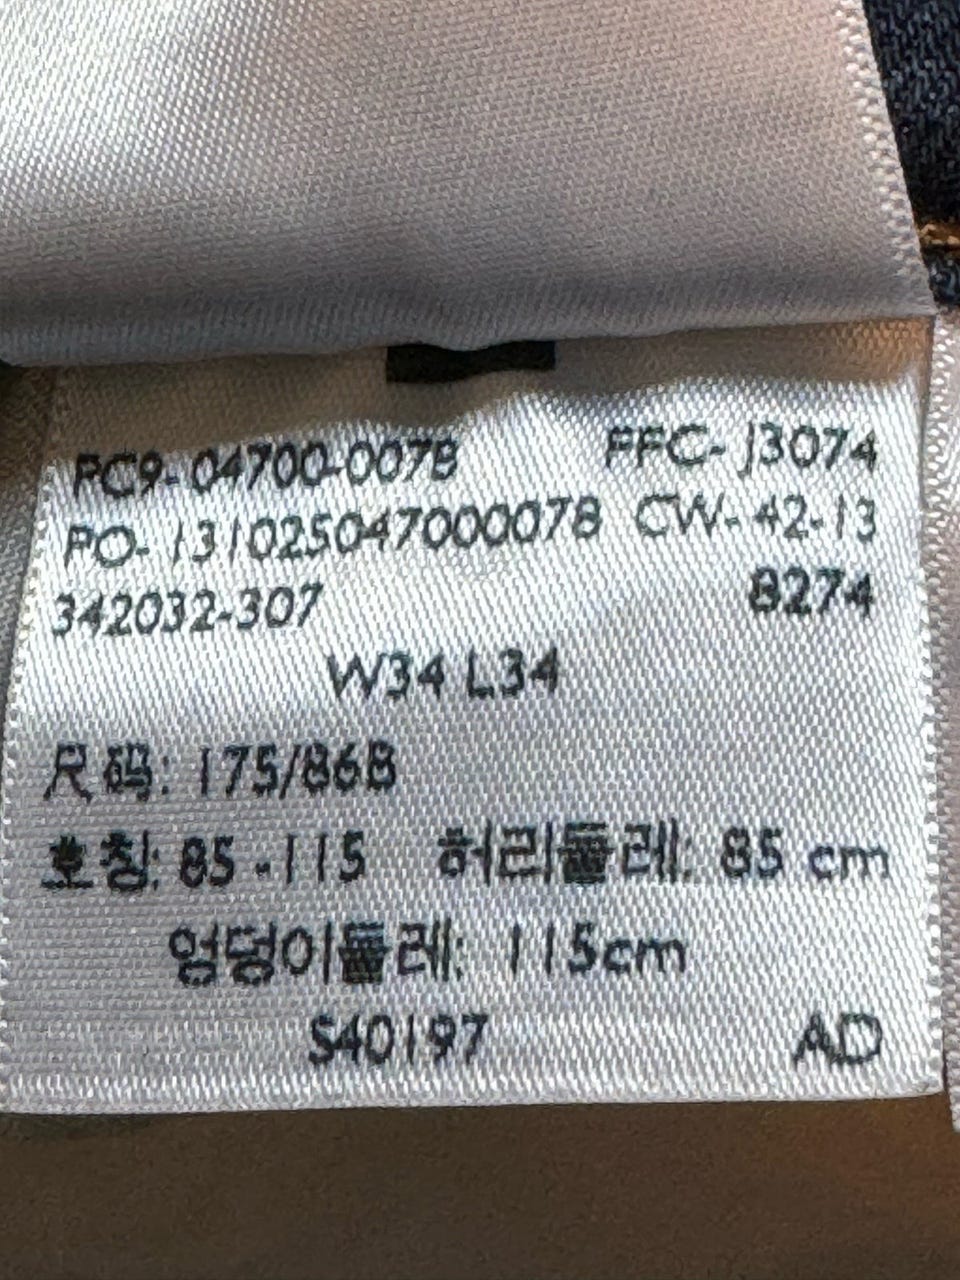 PC9- 04700-0078 FFC- J3074
PO- 131025047000078 CW- 42-13
342032-307 8274
W34 L34
尺码: 175/86B
호칭: 85 -115 허리둘레: 85 cm
엉덩이둘레: 115cm
S40197 AD